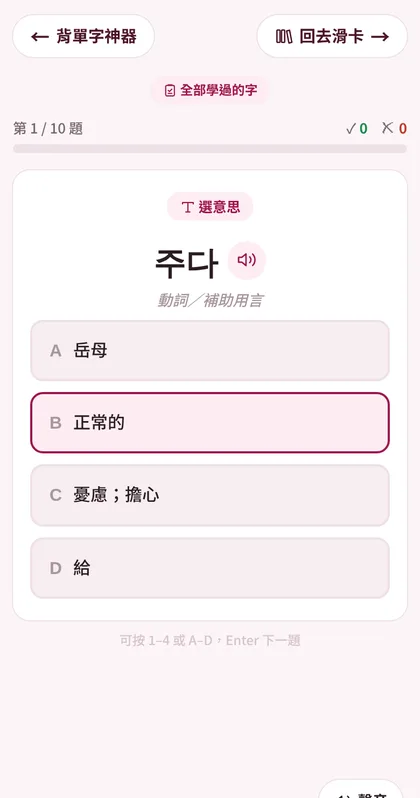 ← 背單字神器
回去滑卡 →
全部學過的字
第 1 / 10 題 ✓ 0 ⛏ 0
選意思
주다
動詞／補助用言
A 岳母
B 正常的
C 憂慮；擔心
D 給
可按 1–4 或 A–D，Enter 下一題